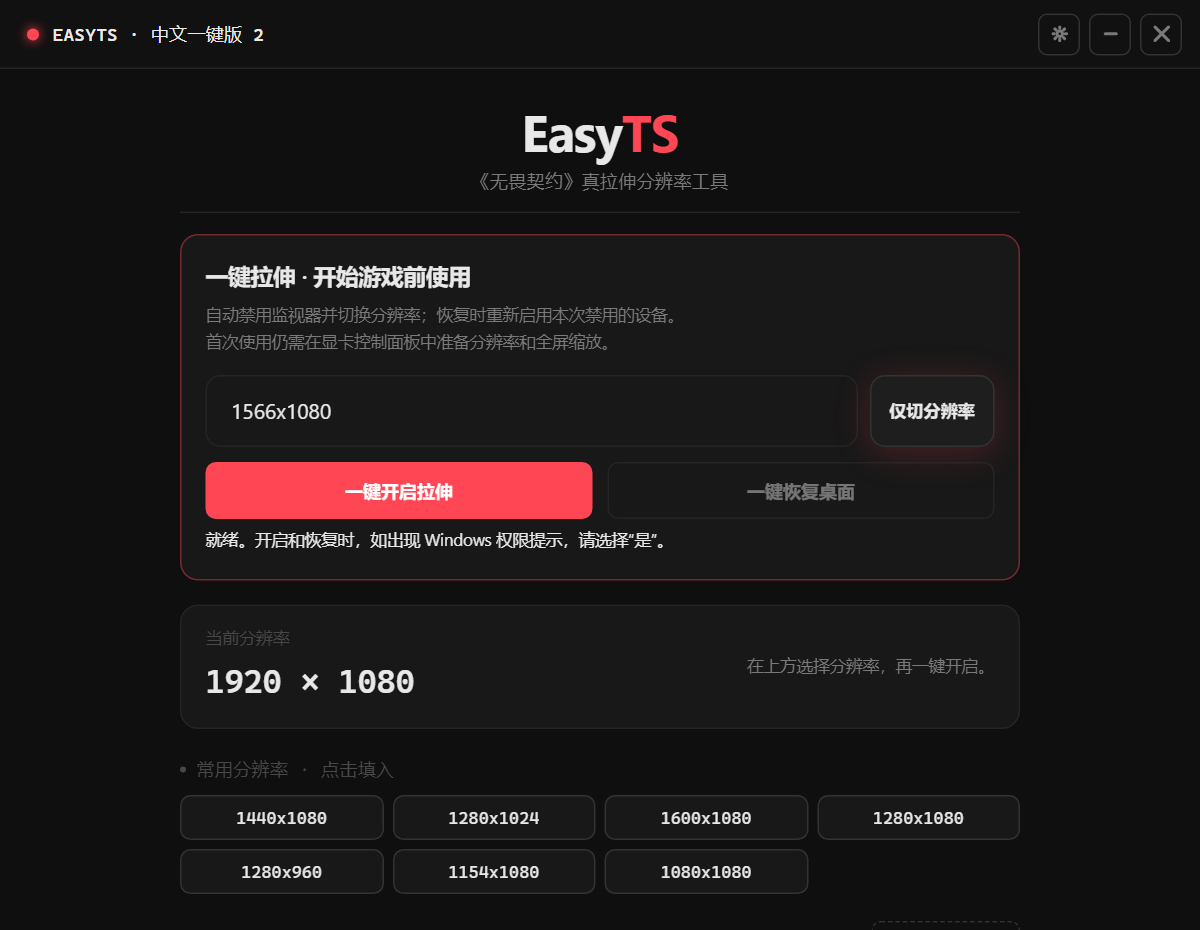 EASYTS · 中文一键版 2
EasyTS
《无畏契约》真拉伸分辨率工具
一键拉伸 · 开始游戏前使用
自动禁用监视器并切换分辨率；恢复时重新启用本次禁用的设备。
首次使用仍需在显卡控制面板中准备分辨率和全屏缩放。
1566x1080
仅切分辨率
一键开启拉伸
一键恢复桌面
就绪。开启和恢复时，如出现 Windows 权限提示，请选择“是”。
当前分辨率
1920 × 1080
在上方选择分辨率，再一键开启。
• 常用分辨率 · 点击填入
1440x1080
1280x1024
1600x1080
1280x1080
1280x960
1154x1080
1080x1080